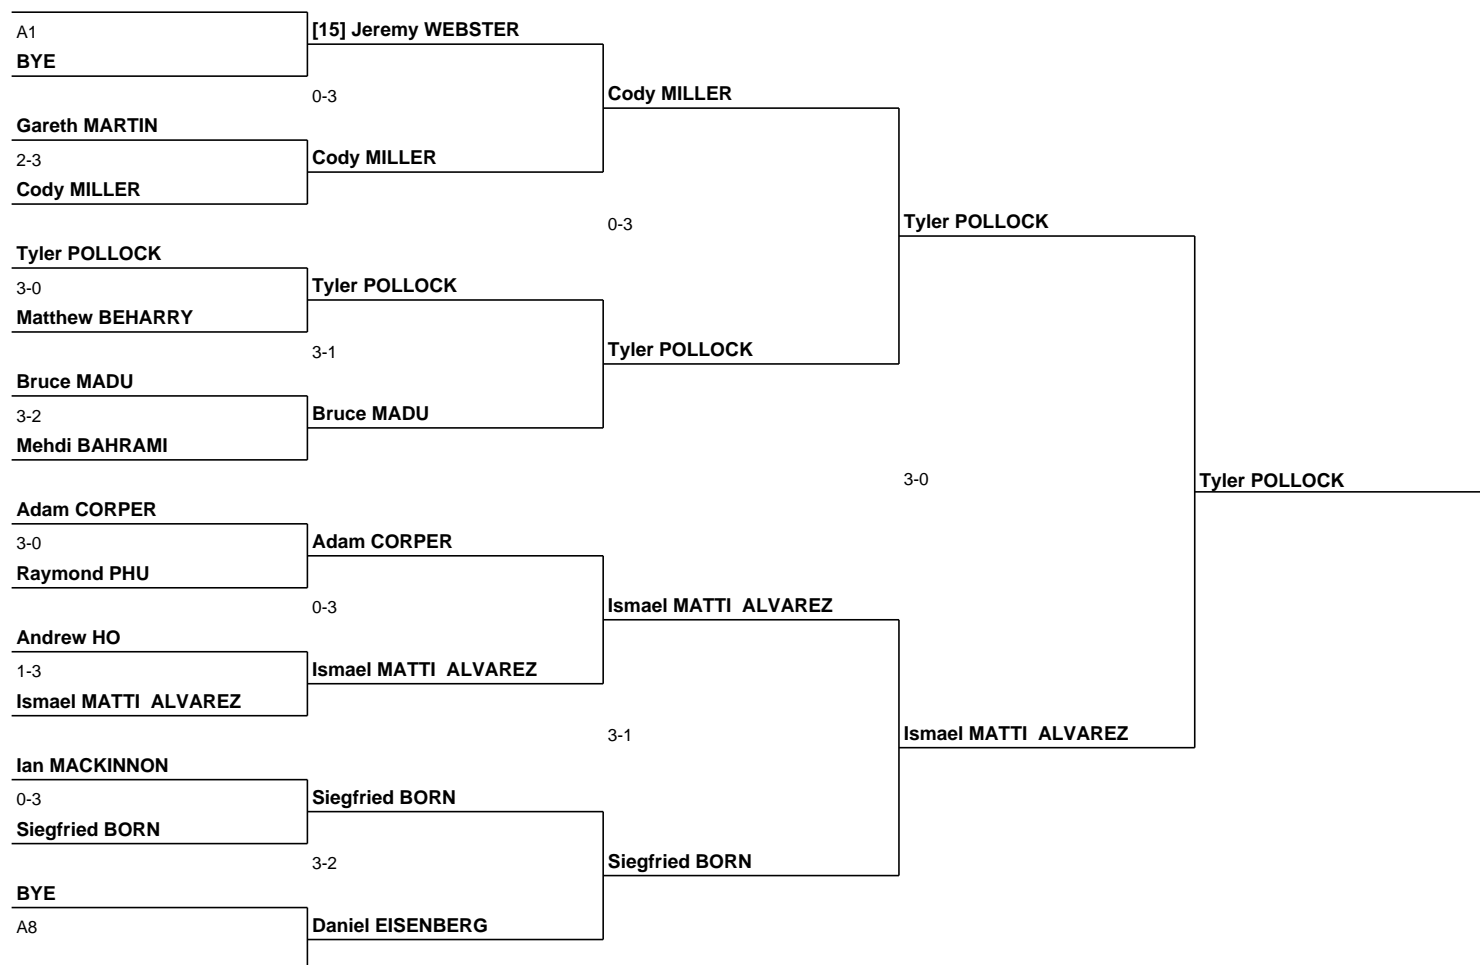 A1
BYE
[15] Jeremy WEBSTER
0-3
Gareth MARTIN
2-3
Cody MILLER
Cody MILLER
Cody MILLER
0-3
Tyler POLLOCK
3-0
Matthew BEHARRY
Tyler POLLOCK
3-1
Bruce MADU
3-2
Mehdi BAHRAMI
Bruce MADU
Tyler POLLOCK
Tyler POLLOCK
3-0
Tyler POLLOCK
Adam CORPER
3-0
Raymond PHU
Adam CORPER
0-3
Andrew HO
1-3
Ismael MATTI  ALVAREZ
Ismael MATTI  ALVAREZ
Ismael MATTI  ALVAREZ
3-1
Ismael MATTI  ALVAREZ
Ian MACKINNON
0-3
Siegfried BORN
Siegfried BORN
3-2
Siegfried BORN
BYE
A8
Daniel EISENBERG